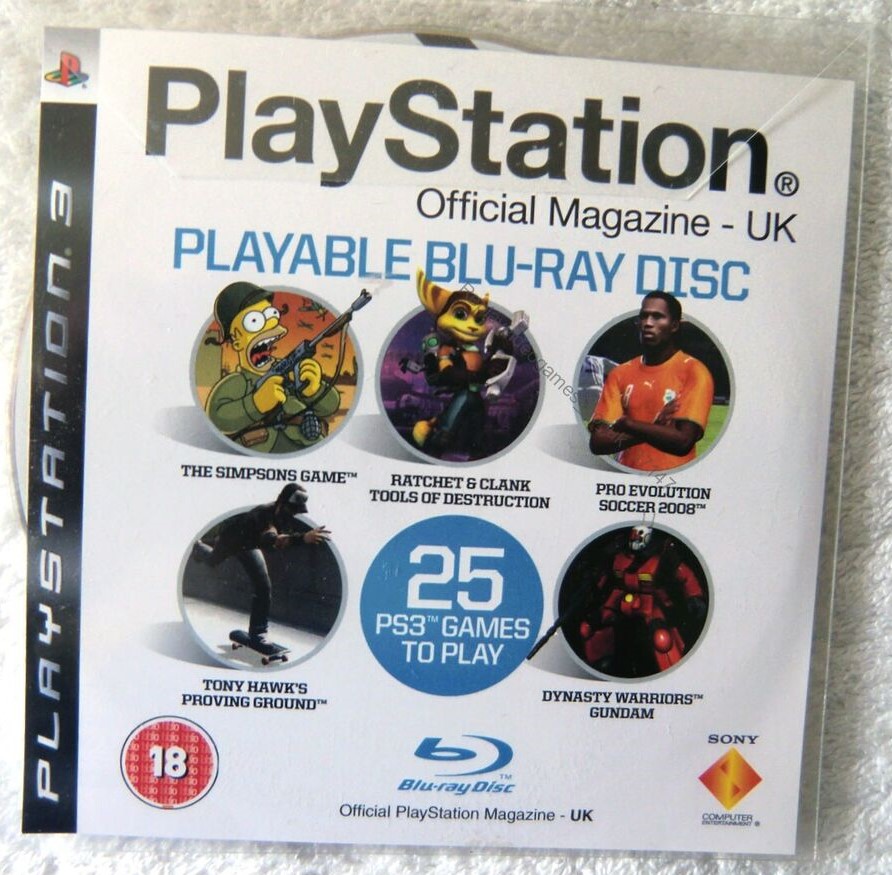 PlayStation®
Official Magazine - UK
PLAYABLE BLU-RAY DISC
PLAYSTATION®3
THE SIMPSONS GAME™
RATCHET & CLANK
TOOLS OF DESTRUCTION
PRO EVOLUTION
SOCCER 2008™
25
PS3™ GAMES
TO PLAY
TONY HAWK'S
PROVING GROUND™
DYNASTY WARRIORS™
GUNDAM
18
Blu-ray Disc™
Official PlayStation Magazine - UK
SONY
COMPUTER
ENTERTAINMENT®